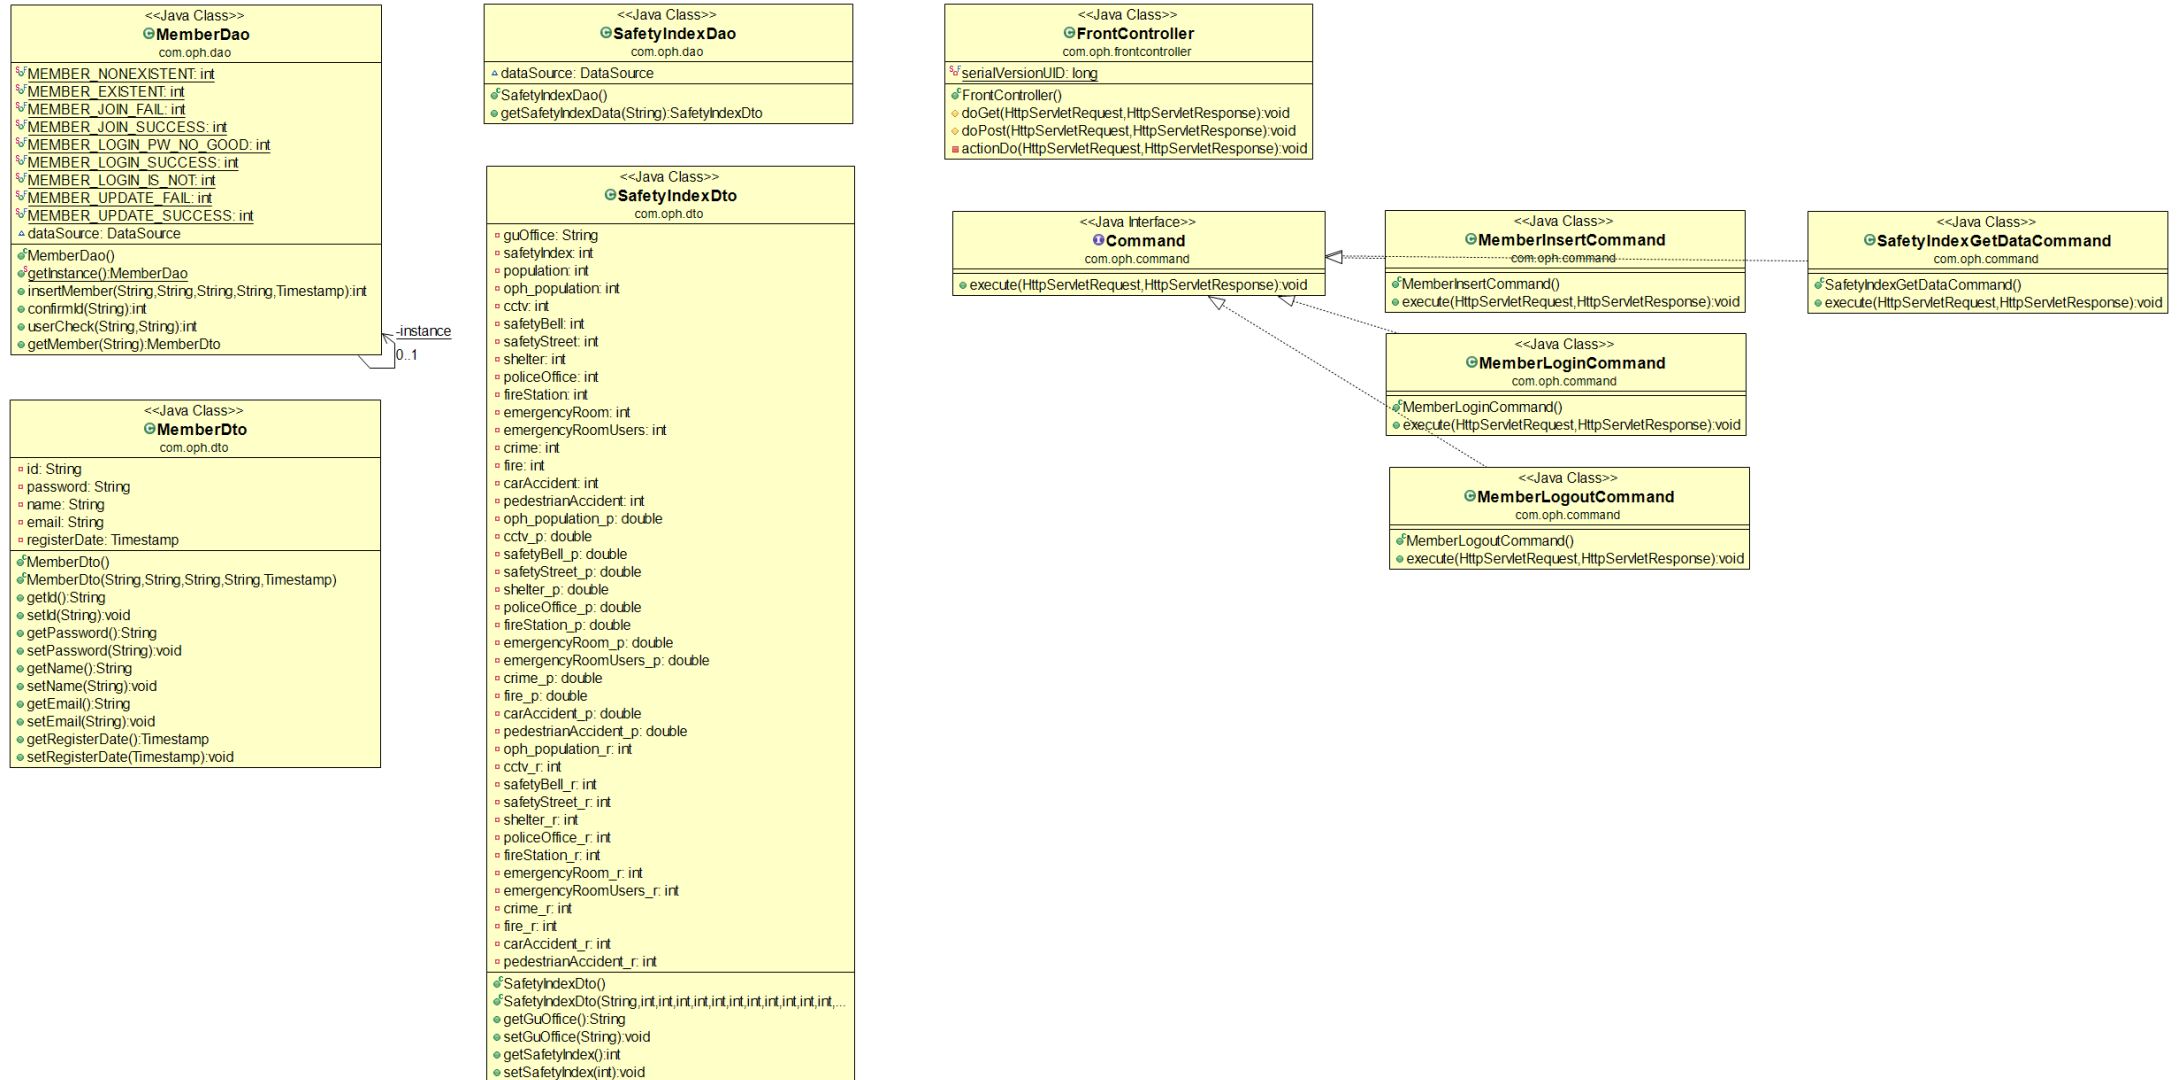 <<Java Class>>
MemberDao
com.oph.dao
MEMBER_NONEXISTENT: int
MEMBER_EXISTENT: int
MEMBER_JOIN_FAIL: int
MEMBER_JOIN_SUCCESS: int
MEMBER_LOGIN_PW_NO_GOOD: int
MEMBER_LOGIN_SUCCESS: int
MEMBER_LOGIN_IS_NOT: int
MEMBER_UPDATE_FAIL: int
MEMBER_UPDATE_SUCCESS: int
dataSource: DataSource
MemberDao()
getInstance():MemberDao
insertMember(String,String,String,String,Timestamp):int
confirmId(String):int
userCheck(String,String):int
getMember(String):MemberDto
-instance
0..1
<<Java Class>>
MemberDto
com.oph.dto
id: String
password: String
name: String
email: String
registerDate: Timestamp
MemberDto()
MemberDto(String,String,String,String,Timestamp)
getId():String
setId(String):void
getPassword():String
setPassword(String):void
getName():String
setName(String):void
getEmail():String
setEmail(String):void
getRegisterDate():Timestamp
setRegisterDate(Timestamp):void
<<Java Class>>
SafetyIndexDao
com.oph.dao
dataSource: DataSource
SafetyIndexDao()
getSafetyIndexData(String):SafetyIndexDto
<<Java Class>>
SafetyIndexDto
com.oph.dto
guOffice: String
safetyIndex: int
population: int
oph_population: int
cctv: int
safetyBell: int
safetyStreet: int
shelter: int
policeOffice: int
fireStation: int
emergencyRoom: int
emergencyRoomUsers: int
crime: int
fire: int
carAccident: int
pedestrianAccident: int
oph_population_p: double
cctv_p: double
safetyBell_p: double
safetyStreet_p: double
shelter_p: double
policeOffice_p: double
fireStation_p: double
emergencyRoom_p: double
emergencyRoomUsers_p: double
crime_p: double
fire_p: double
carAccident_p: double
pedestrianAccident_p: double
oph_population_r: int
cctv_r: int
safetyBell_r: int
safetyStreet_r: int
shelter_r: int
policeOffice_r: int
fireStation_r: int
emergencyRoom_r: int
emergencyRoomUsers_r: int
crime_r: int
fire_r: int
carAccident_r: int
pedestrianAccident_r: int
SafetyIndexDto()
SafetyIndexDto(String,int,int,int,int,int,int,int,int,int,int,int,...
getGuOffice():String
setGuOffice(String):void
getSafetyIndex():int
setSafetyIndex(int):void
<<Java Class>>
FrontController
com.oph.frontcontroller
serialVersionUID: long
FrontController()
doGet(HttpServletRequest,HttpServletResponse):void
doPost(HttpServletRequest,HttpServletResponse):void
actionDo(HttpServletRequest,HttpServletResponse):void
<<Java Interface>>
Command
com.oph.command
execute(HttpServletRequest,HttpServletResponse):void
<<Java Class>>
MemberInsertCommand
com.oph.command
MemberInsertCommand()
execute(HttpServletRequest,HttpServletResponse):void
<<Java Class>>
SafetyIndexGetDataCommand
com.oph.command
SafetyIndexGetDataCommand()
execute(HttpServletRequest,HttpServletResponse):void
<<Java Class>>
MemberLoginCommand
com.oph.command
MemberLoginCommand()
execute(HttpServletRequest,HttpServletResponse):void
<<Java Class>>
MemberLogoutCommand
com.oph.command
MemberLogoutCommand()
execute(HttpServletRequest,HttpServletResponse):void